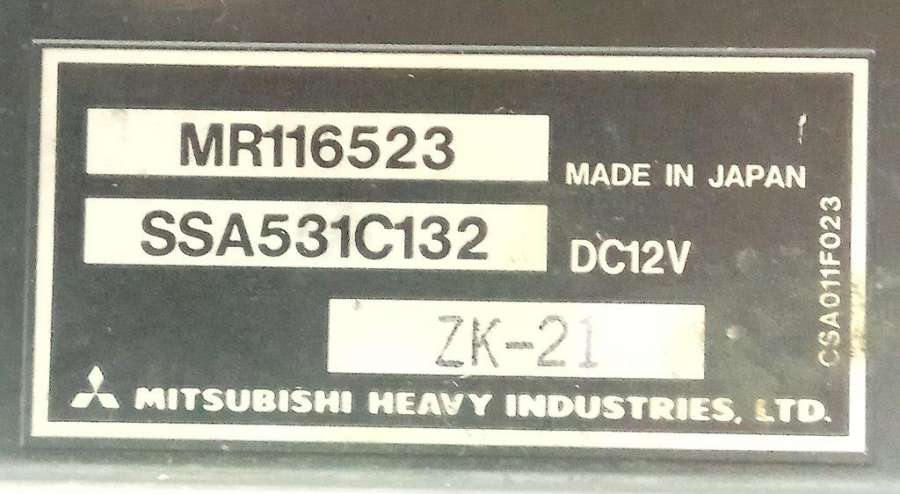 MR116523
MADE IN JAPAN
SSA531C132
DC12V
CSA011F023
ZK-21
MITSUBISHI HEAVY INDUSTRIES, LTD.